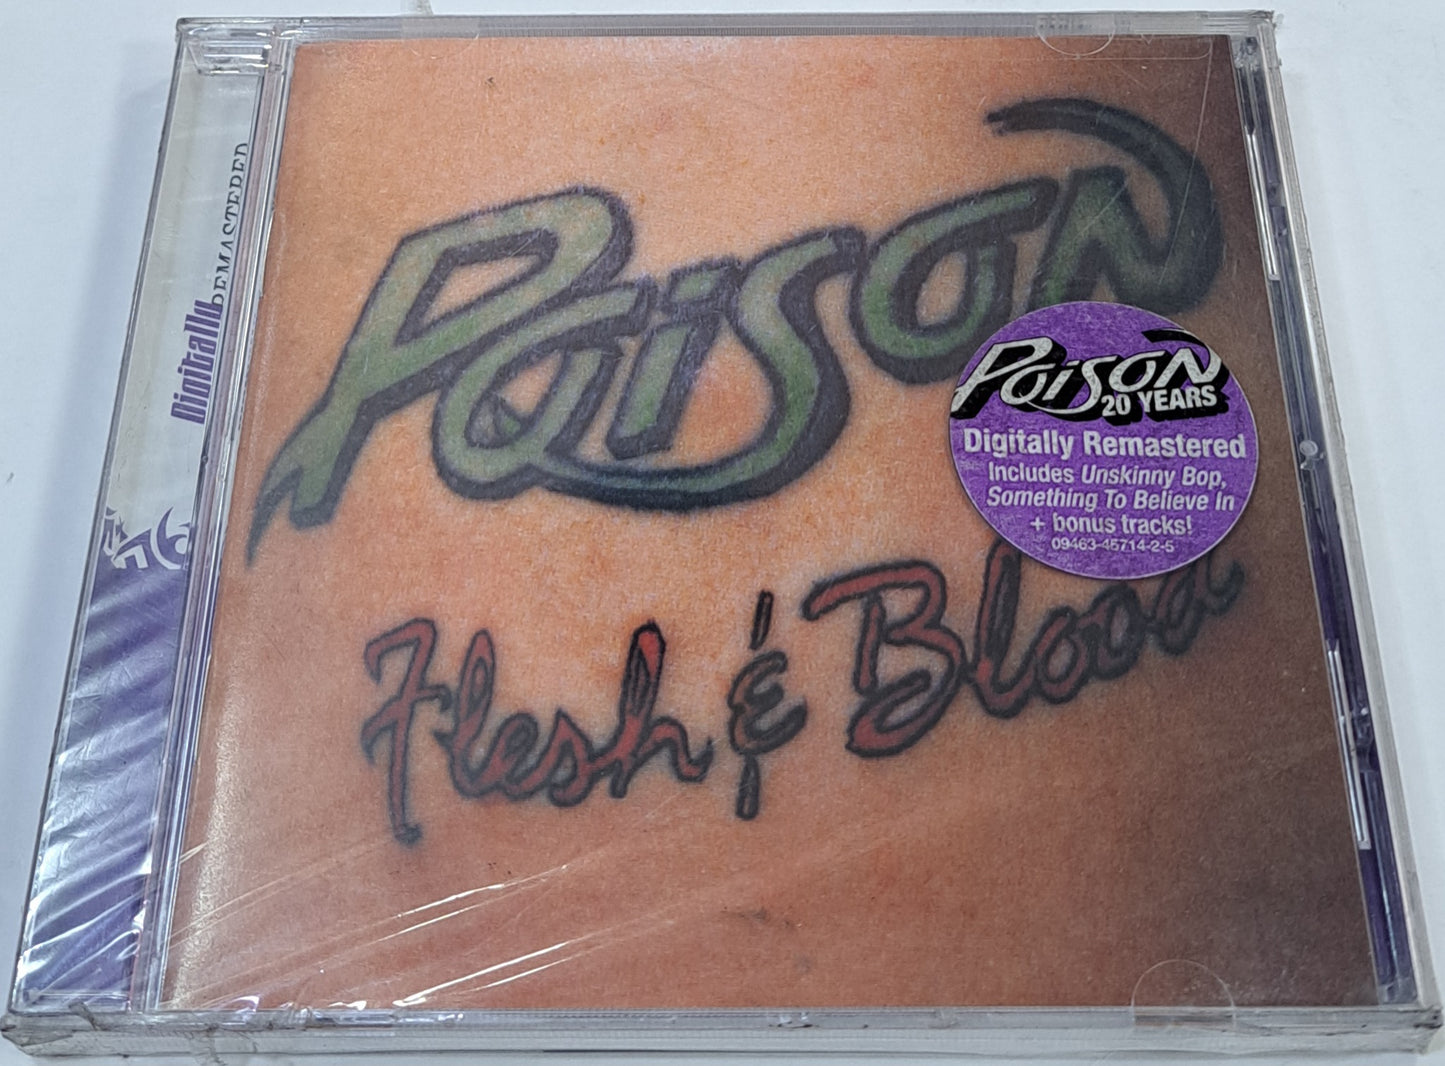 Digitally
REMASTERED
Poison
Flesh & Blood
POISON
20 YEARS
Digitally Remastered
Includes Unskinny Bop,
Something To Believe In
+ bonus tracks!
09463-45714-2-5